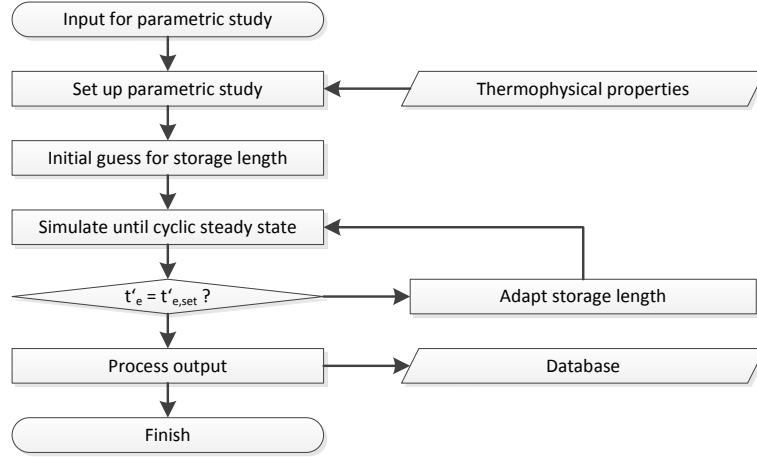 Input for parametric study
Set up parametric study
Thermophysical properties
Initial guess for storage length
Simulate until cyclic steady state
t‘e = t‘e,set ?
Adapt storage length
Process output
Database
Finish